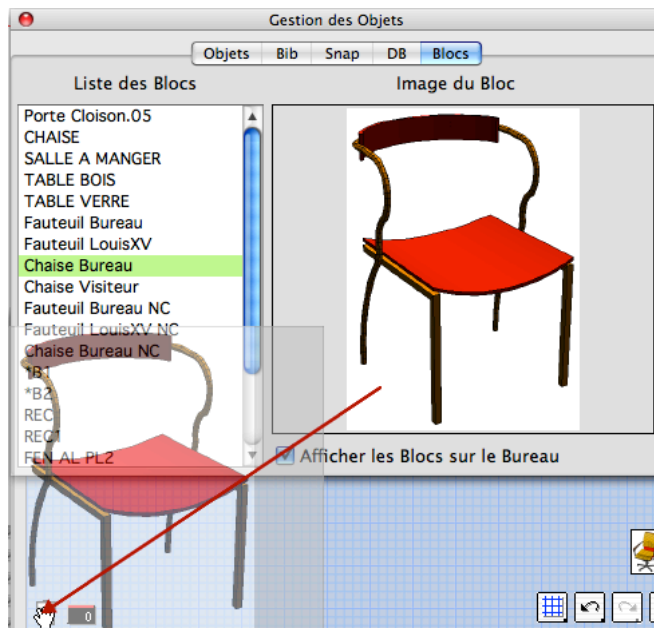 Gestion des Objets
Objets Bib Snap DB Blocs
Liste des Blocs
Image du Bloc
Porte Cloison.05
CHAISE
SALLE A MANGER
TABLE BOIS
TABLE VERRE
Fauteuil Bureau
Fauteuil LouisXV
Chaise Bureau
Chaise Visiteur
Fauteuil Bureau NC
Fauteuil LouisXV NC
Chaise Bureau NC
*B1
*B2
REC
REC1
FEN AL PL2
Afficher les Blocs sur le Bureau
0